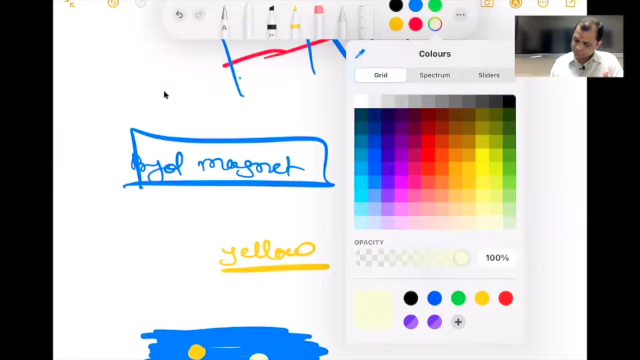 Colours
Grid Spectrum Sliders
magnet
yellow
OPACITY
100%